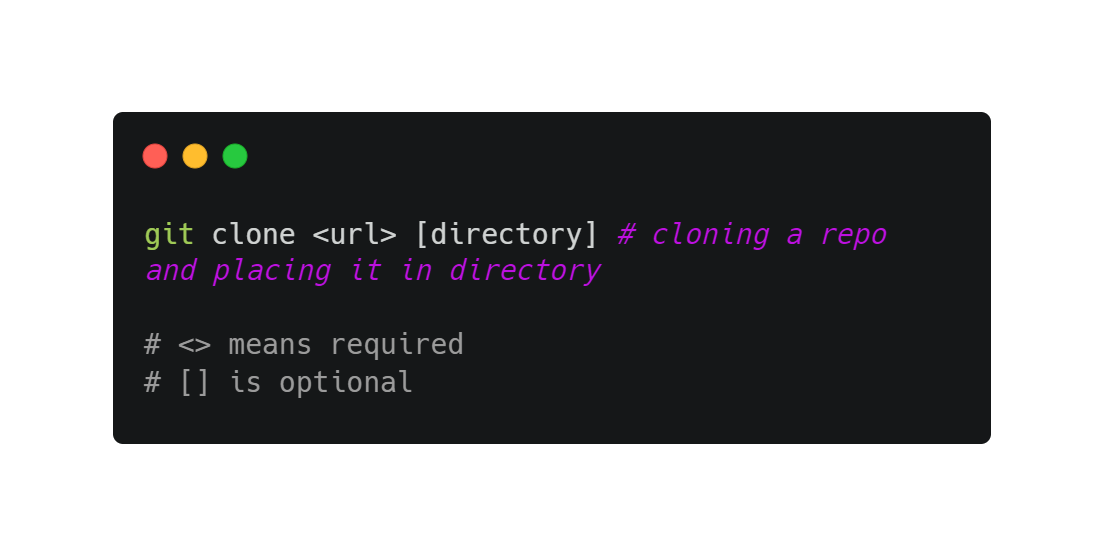 git clone <url> [directory] # cloning a repo
and placing it in directory
# <> means required
# [] is optional